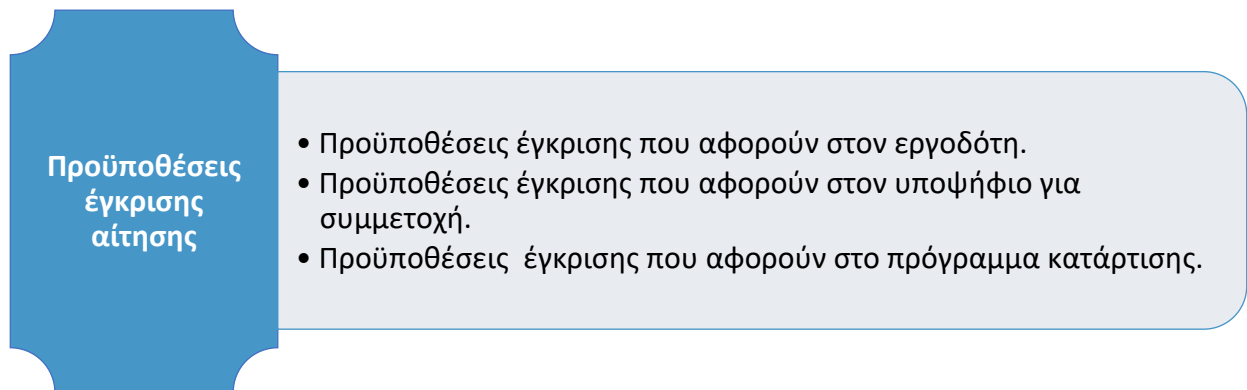 Προϋποθέσεις
έγκρισης
αίτησης
• Προϋποθέσεις έγκρισης που αφορούν στον εργοδότη.
• Προϋποθέσεις έγκρισης που αφορούν στον υποψήφιο για
συμμετοχή.
• Προϋποθέσεις  έγκρισης που αφορούν στο πρόγραμμα κατάρτισης.